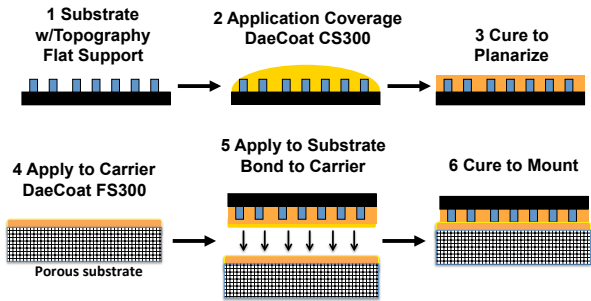 1 Substrate
w/Topography
Flat Support
2 Application Coverage
DaeCoat CS300
3 Cure to
Planarize
4 Apply to Carrier
DaeCoat FS300
Porous substrate
5 Apply to Substrate
Bond to Carrier
6 Cure to Mount